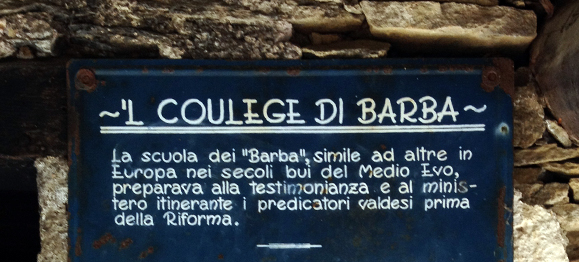 ~'L COULEGE DI BARBA~
La scuola dei "Barba", simile ad altre in
Europa nei secoli bui del Medio Evo,
preparava alla testimonianza e al minis-
tero itinerante i predicatori valdesi prima
della Riforma.